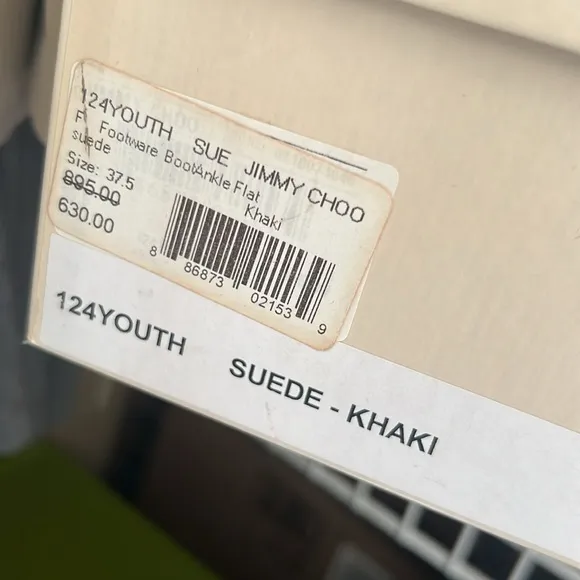 124YOUTH SUE JIMMY CHOO
F Footware BootAnkle Flat
suede Khaki
Size: 37.5
895.00
630.00
8 86873 02153 9
124YOUTH SUEDE - KHAKI